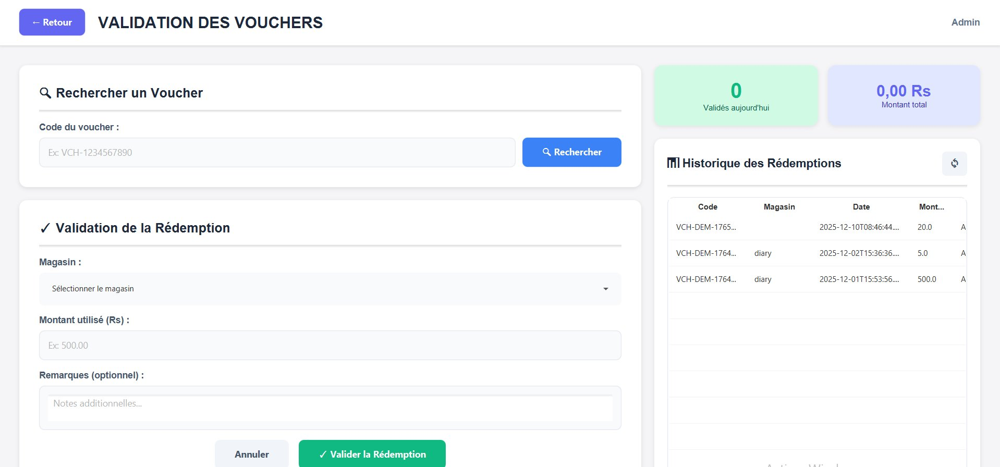 ← Retour
VALIDATION DES VOUCHERS
Admin
Rechercher un Voucher
Code du voucher :
Ex: VCH-1234567890
Rechercher
✓ Validation de la Rédemption
Magasin :
Sélectionner le magasin
Montant utilisé (Rs) :
Ex: 500.00
Remarques (optionnel) :
Notes additionnelles...
Annuler
✓ Valider la Rédemption
0
Validés aujourd'hui
0,00 Rs
Montant total
Historique des Rédemptions
Code Magasin Date Mont...
VCH-DEM-1765... 2025-12-10T08:46:44.... 20.0 A
VCH-DEM-1764... diary 2025-12-02T15:36:36.... 5.0 A
VCH-DEM-1764... diary 2025-12-01T15:53:56.... 500.0 A